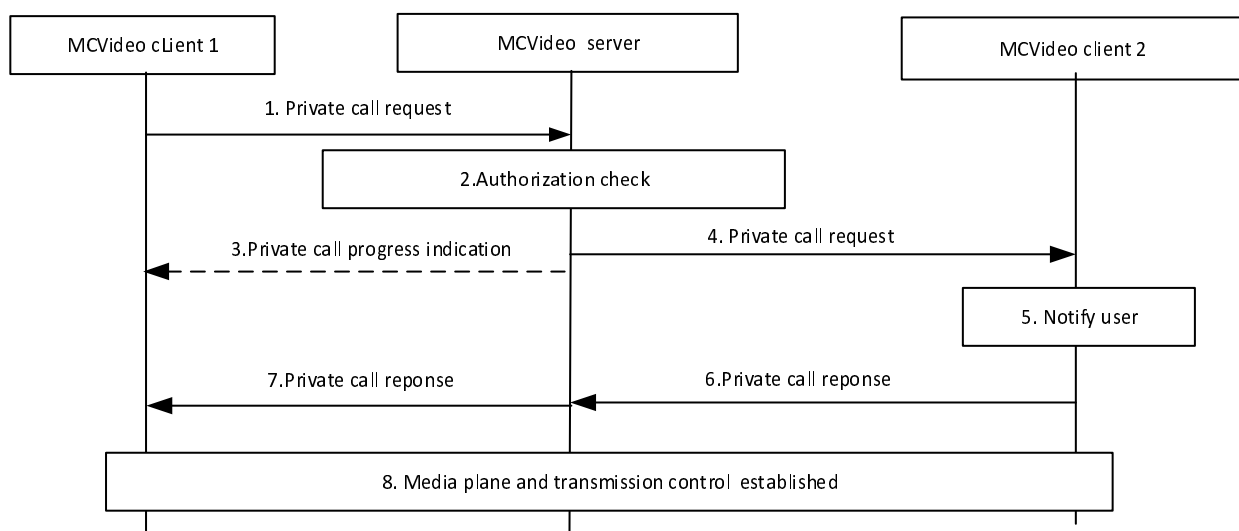 MCVideo cLient 1
MCVideo server
MCVideo client 2
1. Private call request
2.Authorization check
3.Private call progress indication
4. Private call request
5. Notify user
7.Private call reponse
6.Private call reponse
8. Media plane and transmission control established